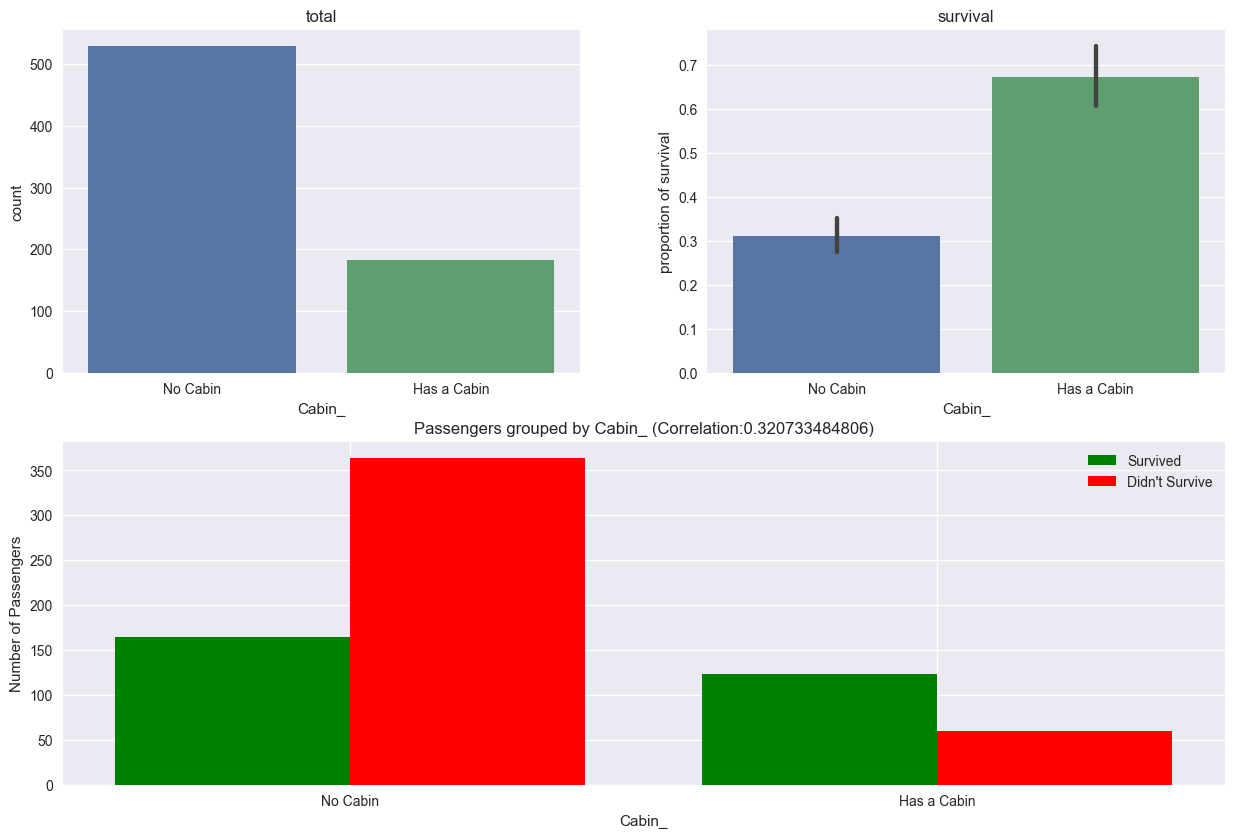 total
500
400
300
200
100
0
count
No Cabin
Has a Cabin
Cabin_
survival
0.7
0.6
0.5
0.4
0.3
0.2
0.1
0.0
proportion of survival
No Cabin
Has a Cabin
Cabin_
Passengers grouped by Cabin_ (Correlation:0.320733484806)
350
300
250
200
150
100
50
0
Number of Passengers
Survived
Didn't Survive
No Cabin
Has a Cabin
Cabin_